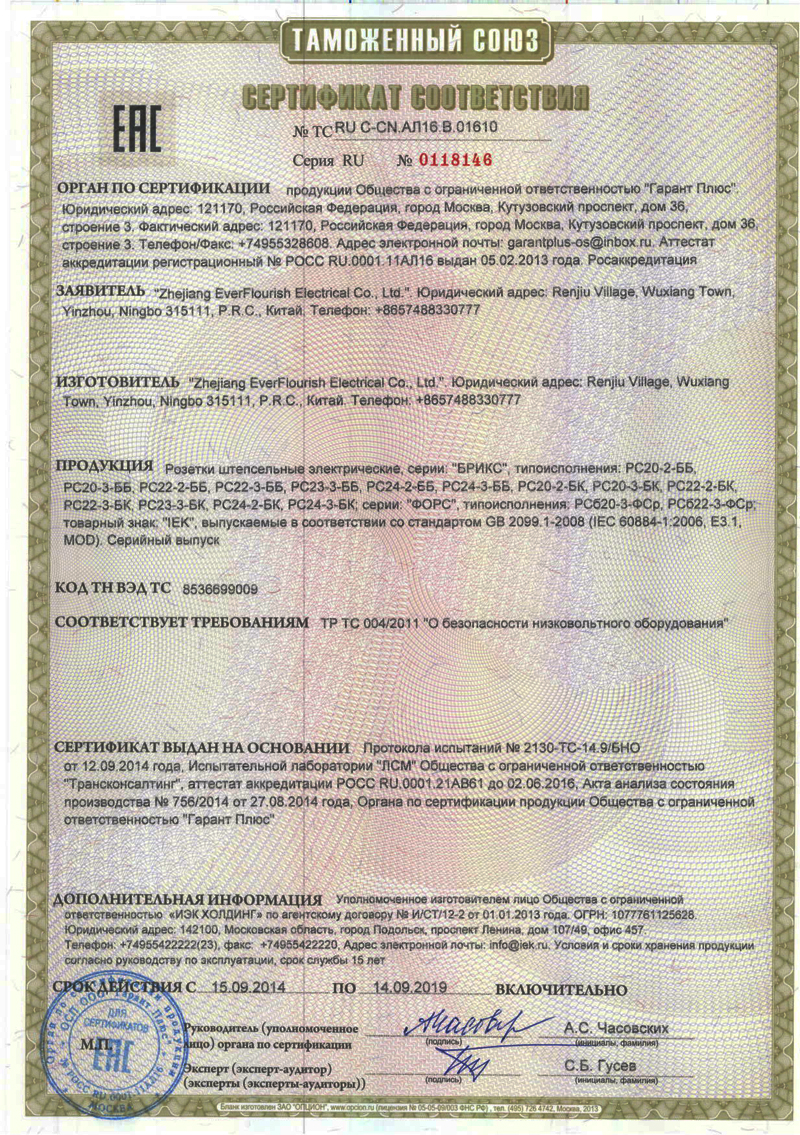 ТАМОЖЕННЫЙ СОЮЗ
СЕРТИФИКАТ СООТВЕТСТВИЯ
ЕАС
№ ТС RU C-CN.АЛ16.В.01610
Серия RU № 0118146
ОРГАН ПО СЕРТИФИКАЦИИ продукции Общества с ограниченной ответственностью "Гарант Плюс".
Юридический адрес: 121170, Российская Федерация, город Москва, Кутузовский проспект, дом 36,
строение 3, Фактический адрес: 121170, Российская Федерация, город Москва, Кутузовский проспект, дом 36,
строение 3. Телефон/Факс: +74955328608. Адрес электронной почты: garantplus-os@inbox.ru. Аттестат
аккредитации регистрационный № РОСС RU.0001.11АЛ16 выдан 05.02.2013 года. Росаккредитация
ЗАЯВИТЕЛЬ "Zhejiang EverFlourish Electrical Co., Ltd.". Юридический адрес: Renjiu Village, Wuxiang Town,
Yinzhou, Ningbo 315111, P.R.C., Китай. Телефон: +8657488330777
ИЗГОТОВИТЕЛЬ "Zhejiang EverFlourish Electrical Co., Ltd.". Юридический адрес: Renjiu Village, Wuxiang
Town, Yinzhou, Ningbo 315111, P.R.C., Китай. Телефон: +8657488330777
ПРОДУКЦИЯ Розетки штепсельные электрические, серии: "БРИКС", типоисполнения: РС20-2-ББ,
РС20-3-ББ, РС22-2-ББ, РС22-3-ББ, РС23-3-ББ, РС24-2-ББ, РС24-3-ББ, РС20-2-БК, РС20-3-БК, РС22-2-БК,
РС22-3-БК, РС23-3-БК, РС24-2-БК, РС24-3-БК; серии: "ФОРС", типоисполнения: РСб20-3-ФСр, РСб22-3-ФСр;
товарный знак: "IEK", выпускаемые в соответствии со стандартом GB 2099.1-2008 (IEC 60884-1:2006, E3.1,
MOD). Серийный выпуск
КОД ТН ВЭД ТС 8536699009
СООТВЕТСТВУЕТ ТРЕБОВАНИЯМ ТР ТС 004/2011 "О безопасности низковольтного оборудования"
СЕРТИФИКАТ ВЫДАН НА ОСНОВАНИИ Протокола испытаний № 2130-ТС-14.9/БНО
от 12.09.2014 года, Испытательной лаборатории "ЛСМ" Общества с ограниченной ответственностью
"Трансконсалтинг", аттестат аккредитации РОСС RU.0001.21АВ61 до 02.06.2016, Акта анализа состояния
производства № 756/2014 от 27.08.2014 года, Органа по сертификации продукции Общества с ограниченной
ответственностью "Гарант Плюс"
ДОПОЛНИТЕЛЬНАЯ ИНФОРМАЦИЯ Уполномоченное изготовителем лицо Общества с ограниченной
ответственностью «ИЭК ХОЛДИНГ» по агентскому договору № И/СТ/12-2 от 01.01.2013 года. ОГРН: 1077761125628.
Юридический адрес: 142100, Московская область, город Подольск, проспект Ленина, дом 107/49, офис 457.
Телефон: +74955422222(23), факс: +74955422220, Адрес электронной почты: info@iek.ru. Условия и сроки хранения продукции
согласно руководству по эксплуатации, срок службы 15 лет
СРОК ДЕЙСТВИЯ С 15.09.2014 ПО 14.09.2019 ВКЛЮЧИТЕЛЬНО
М.П.
Руководитель (уполномоченное
лицо) органа по сертификации
(подпись)
А.С. Часовских
(инициалы, фамилия)
Эксперт (эксперт-аудитор)
(эксперты (эксперты-аудиторы))
(подпись)
С.Б. Гусев
(инициалы, фамилия)
Орган по сертификации продукции
ОСП ООО "Гарант Плюс"
ДЛЯ
СЕРТИФИКАТОВ
ЕАС
РОСС RU.0001.11АЛ16
МОСКВА
Бланк изготовлен ЗАО "ОПЦИОН", www.opcion.ru (лицензия № 05-05-09/003 ФНС РФ), тел. (495) 726 4742, Москва, 2013